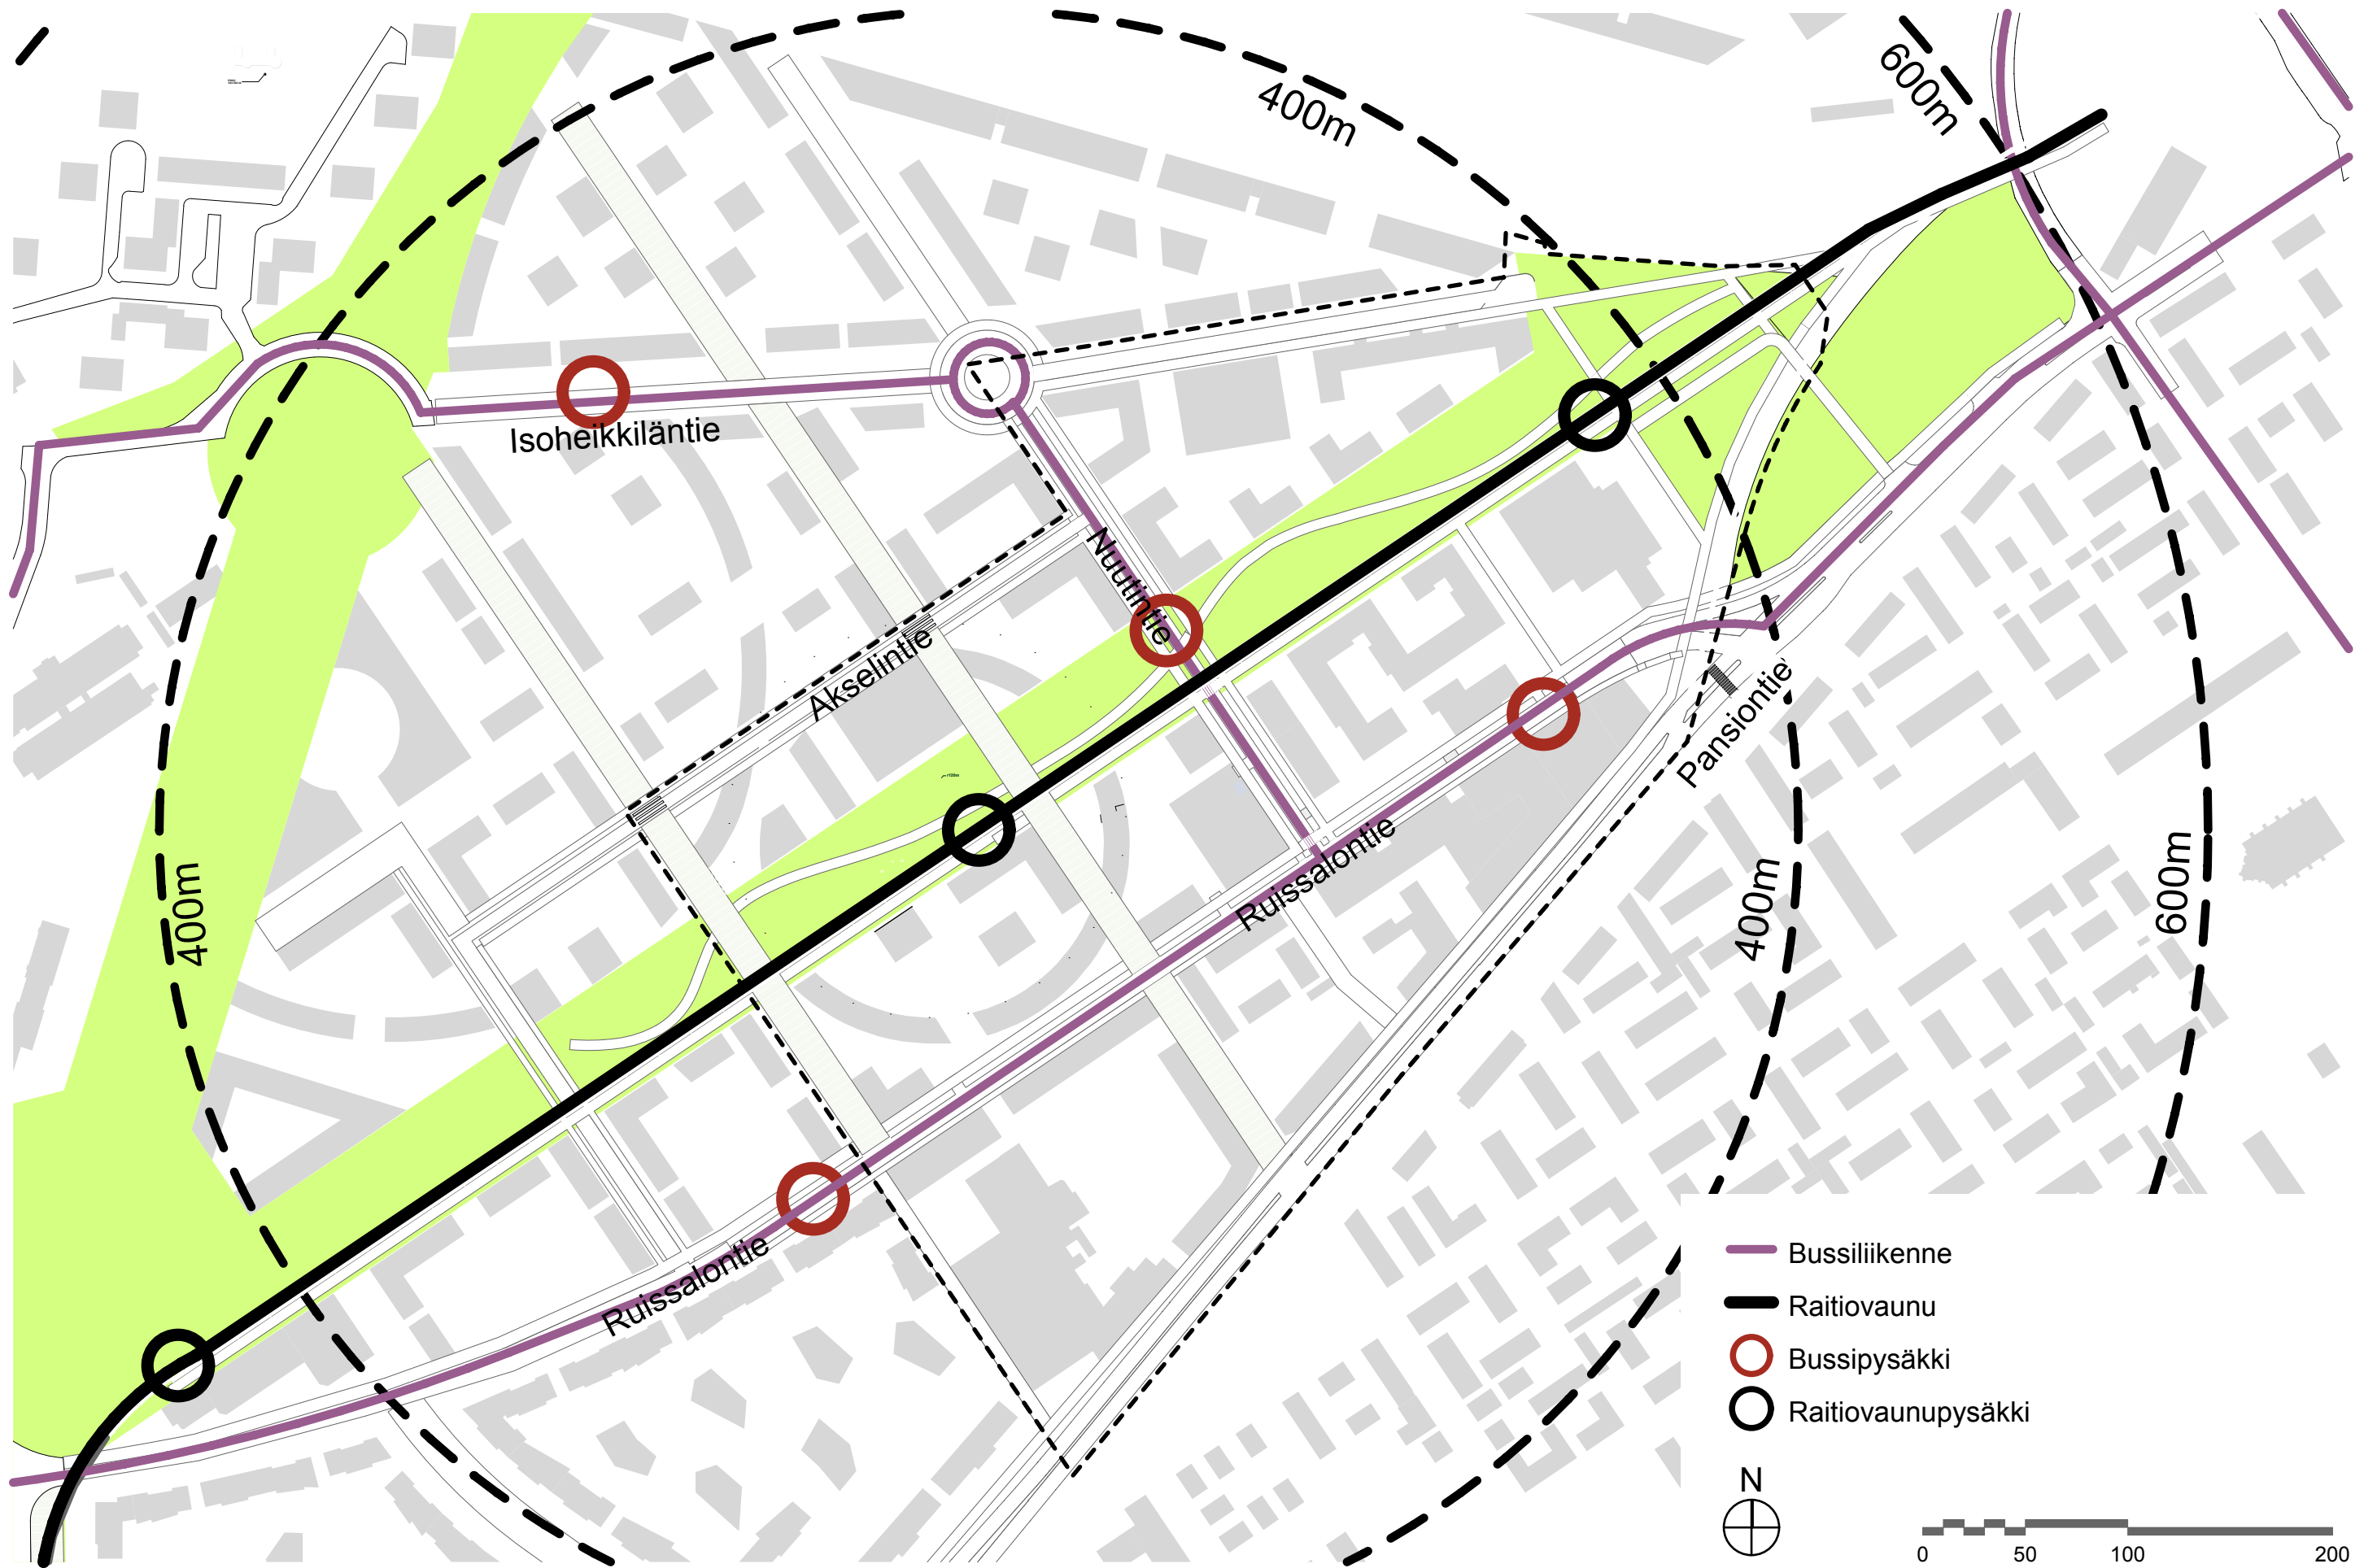 400m
600m
Isoheikkiläntie
Nuutintie
Akselintie
Pansiontie
Ruissalontie
400m
400m
600m
Ruissalontie
Bussiliikenne
Raitiovaunu
Bussipysäkki
Raitiovaunupysäkki
N
0 50 100 200